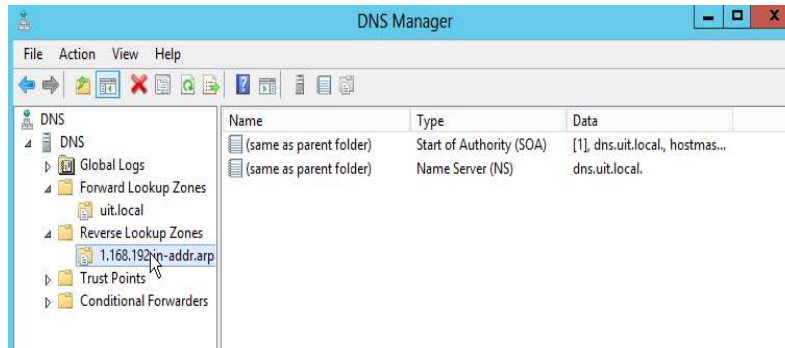 DNS Manager
File Action View Help
DNS
DNS
Global Logs
Forward Lookup Zones
uit.local
Reverse Lookup Zones
1.168.192.in-addr.arp
Trust Points
Conditional Forwarders
Name Type Data
(same as parent folder) Start of Authority (SOA) [1], dns.uit.local., hostmas...
(same as parent folder) Name Server (NS) dns.uit.local.